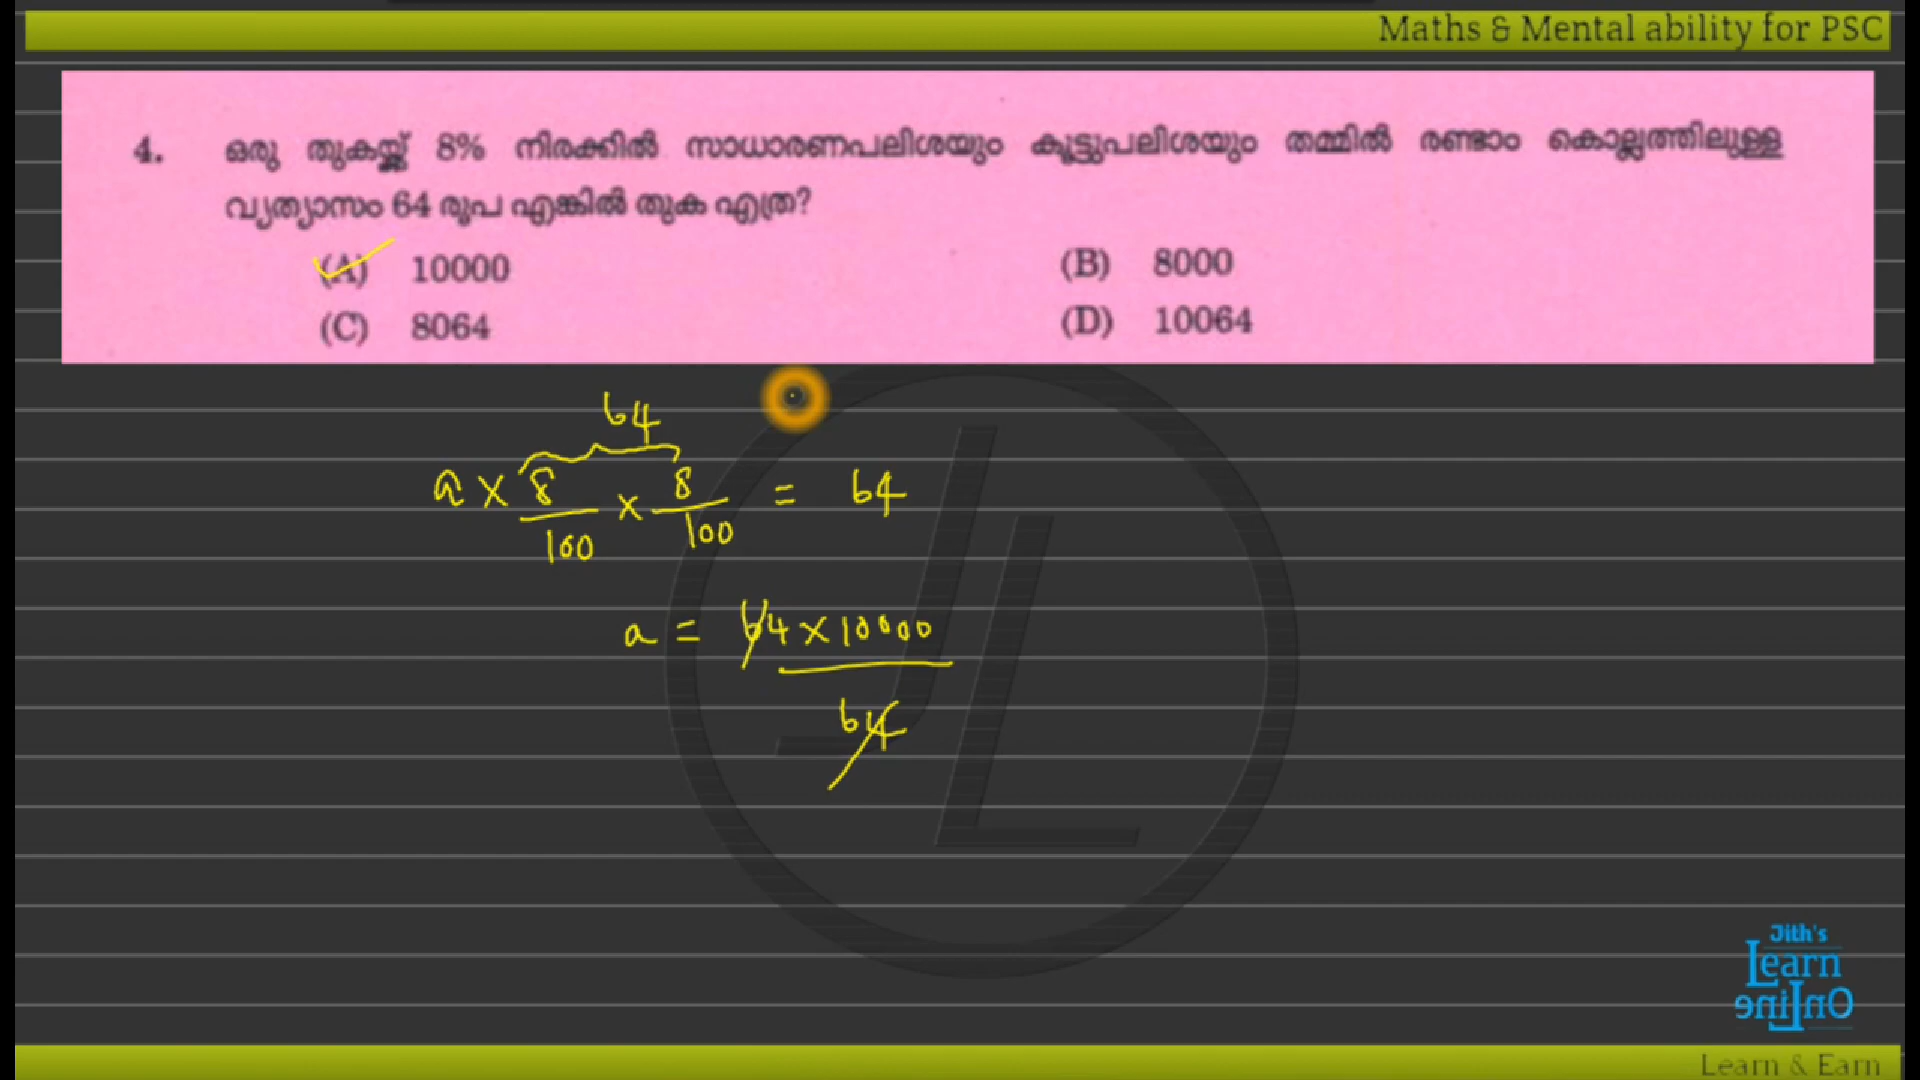 Maths & Mental ability for PSC
4. ഒരു തുകയ്ക്ക് 8% നിരക്കിൽ സാധാരണപലിശയും കൂട്ടുപലിശയും തമ്മിൽ രണ്ടാം കൊല്ലത്തിലുള്ള
വ്യത്യാസം 64 രൂപ എങ്കിൽ തുക എത്ര?
(A) 10000 (B) 8000
(C) 8064 (D) 10064
64
a × 8/100 × 8/100 = 64
a = 64 × 10000
64
Jith's
Learn
OnLine
Learn & Earn